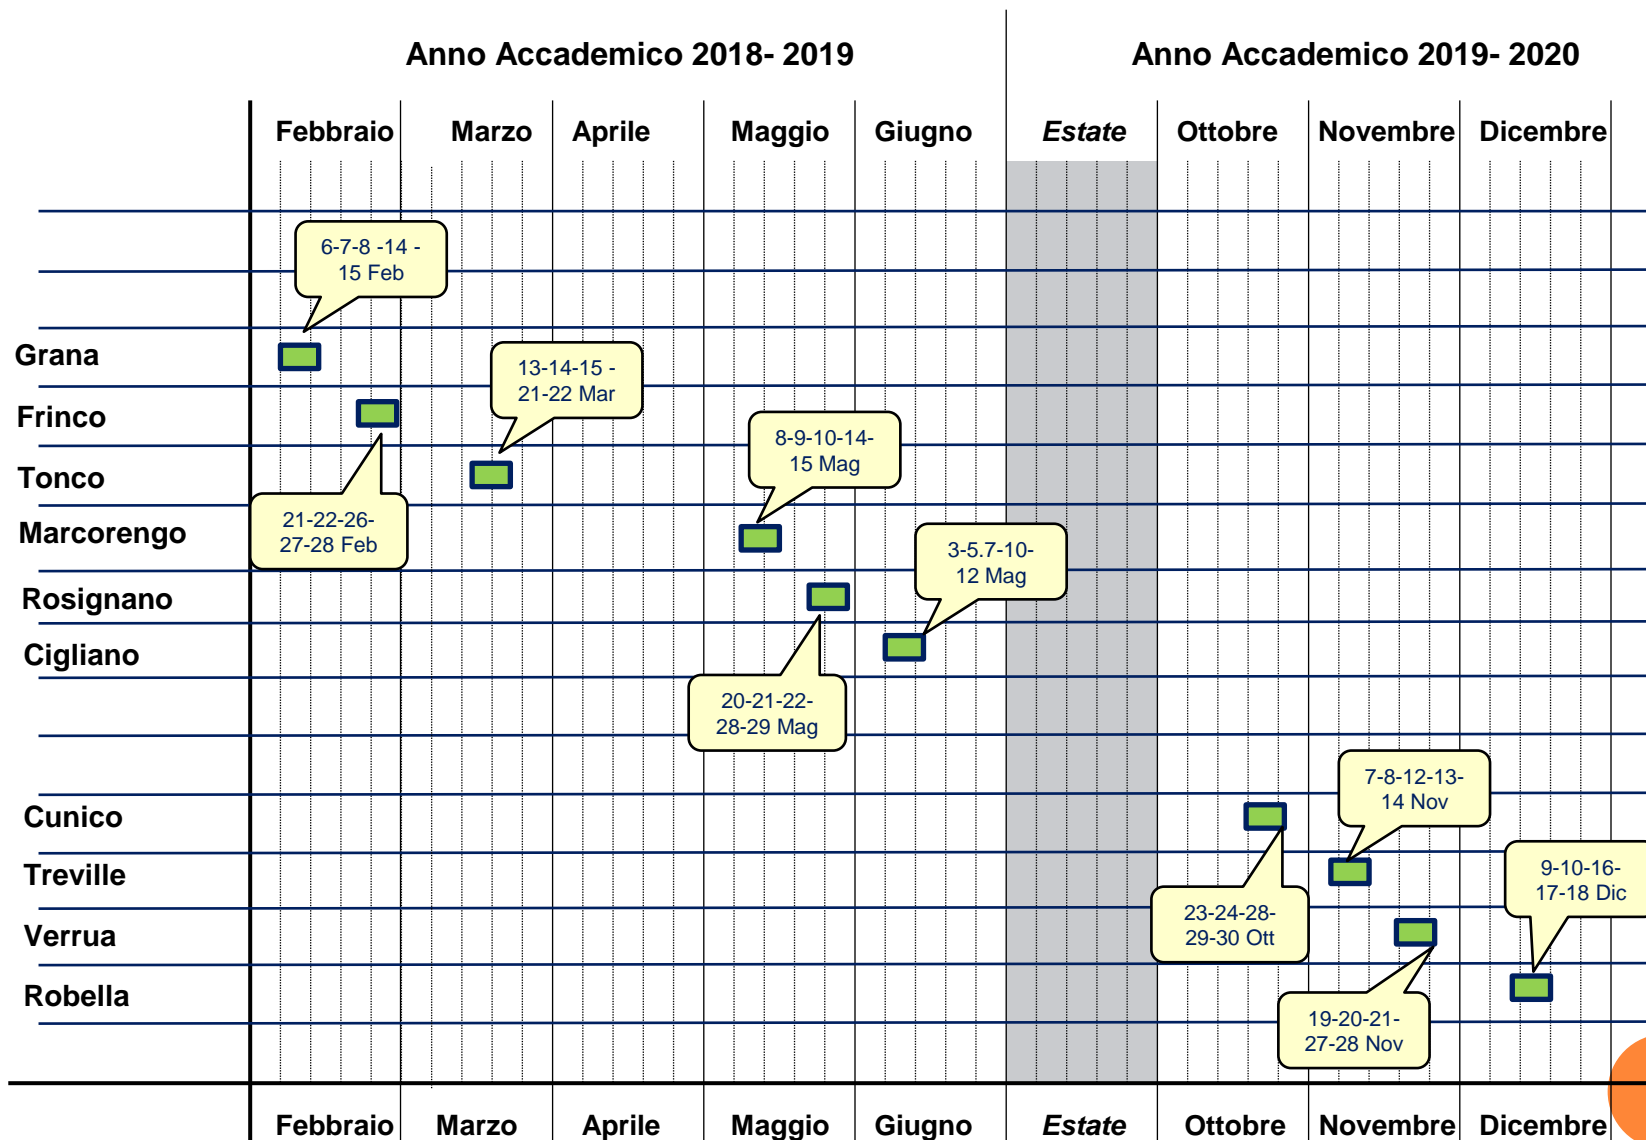 Anno Accademico 2018- 2019
Anno Accademico 2019- 2020
Febbraio
Marzo
Aprile
Maggio
Giugno
Estate
Ottobre
Novembre
Dicembre
6-7-8 -14 -
15 Feb
Grana
13-14-15 -
21-22 Mar
Frinco
8-9-10-14-
15 Mag
Tonco
21-22-26-
27-28 Feb
Marcorengo
3-5.7-10-
12 Mag
Rosignano
Cigliano
20-21-22-
28-29 Mag
7-8-12-13-
14 Nov
Cunico
Treville
9-10-16-
17-18 Dic
23-24-28-
29-30 Ott
Verrua
Robella
19-20-21-
27-28 Nov
Febbraio
Marzo
Aprile
Maggio
Giugno
Estate
Ottobre
Novembre
Dicembre